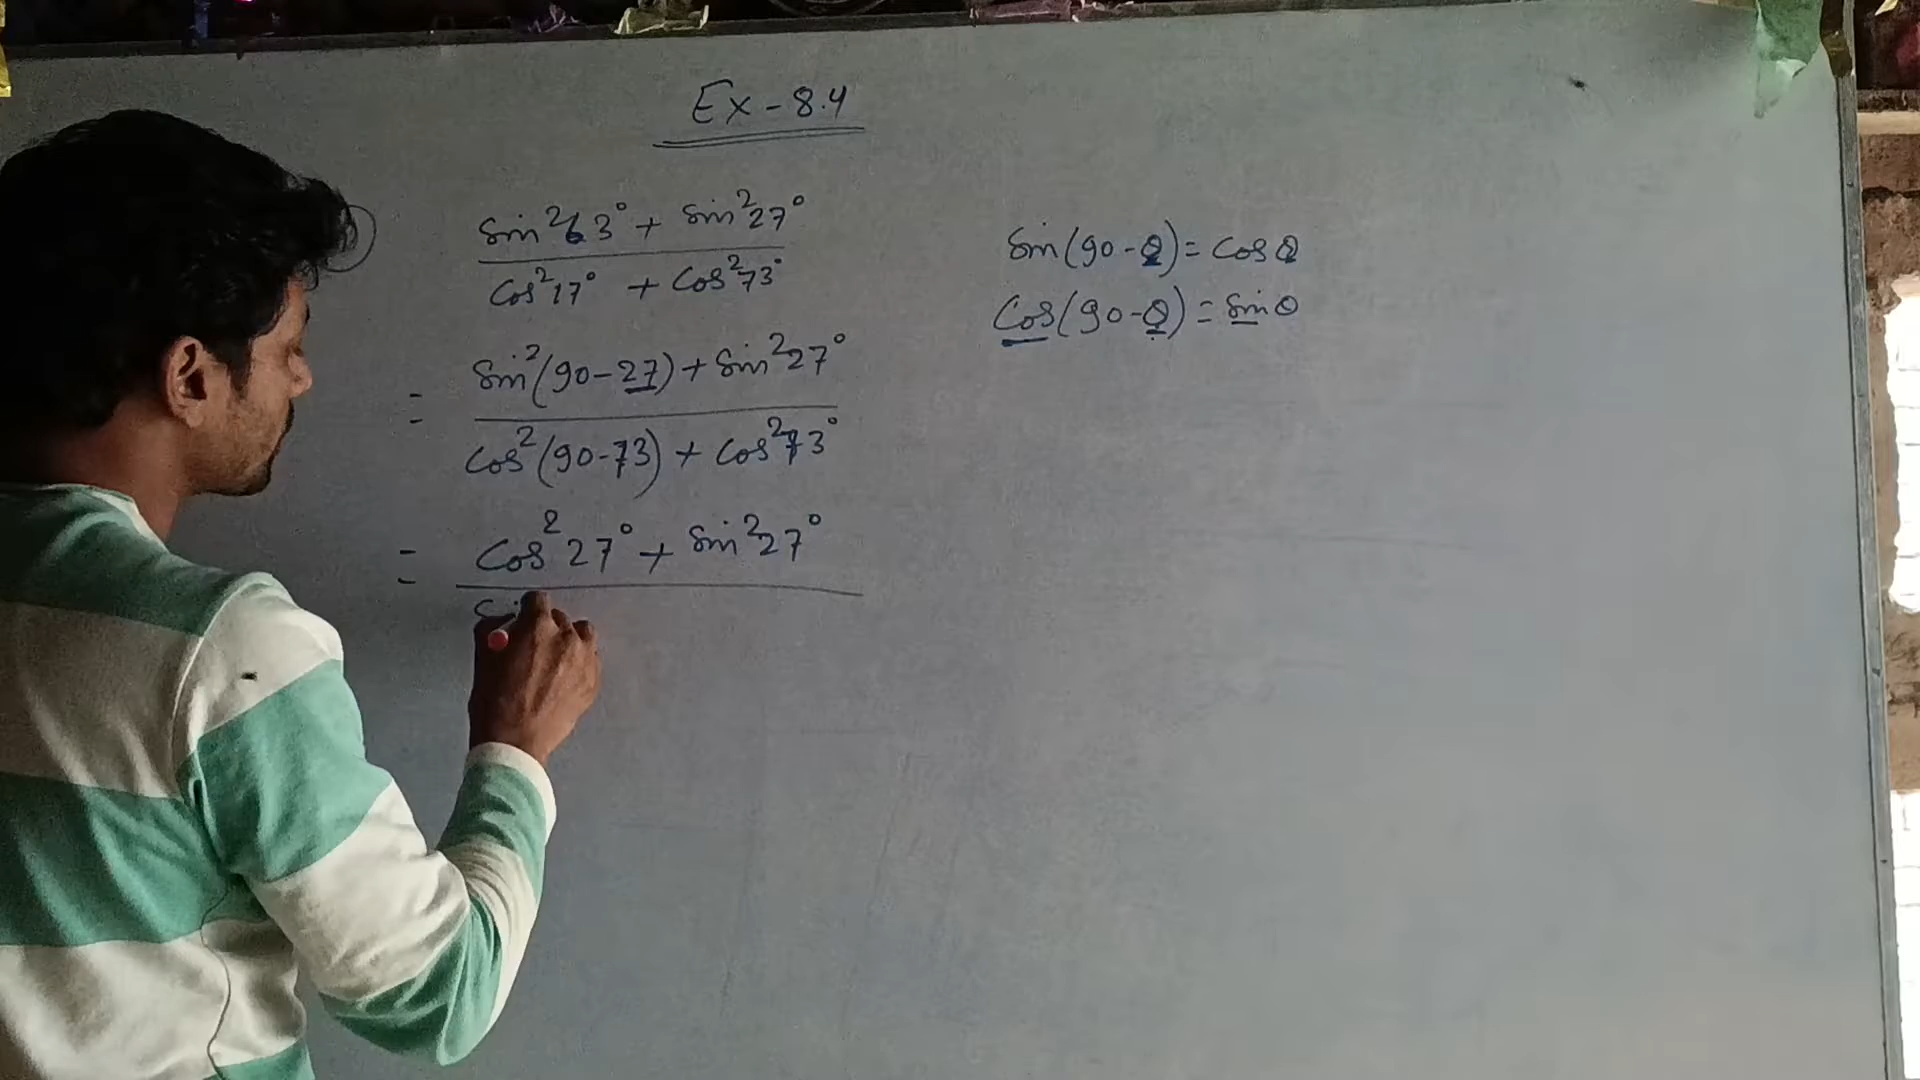 Ex - 8.4
sin²63° + sin²27°
cos²17° + cos²73°
sin(90-θ) = cosθ
cos(90-θ) = sinθ
= sin²(90-27) + sin²27°
cos²(90-73) + cos²73°
= cos²27° + sin²27°